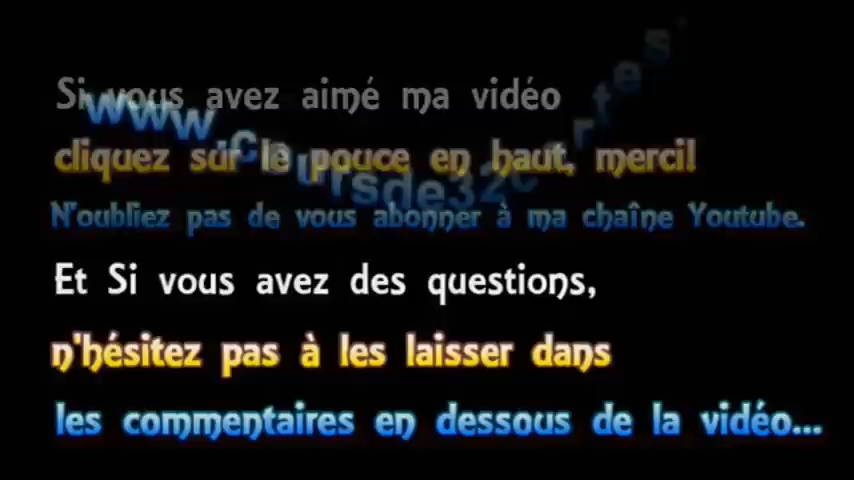 Si vous avez aimé ma vidéo
cliquez sur le pouce en haut, merci!
N'oubliez pas de vous abonner à ma chaîne Youtube.
Et Si vous avez des questions,
n'hésitez pas à les laisser dans
les commentaires en dessous de la vidéo...
www.coursde32cartes